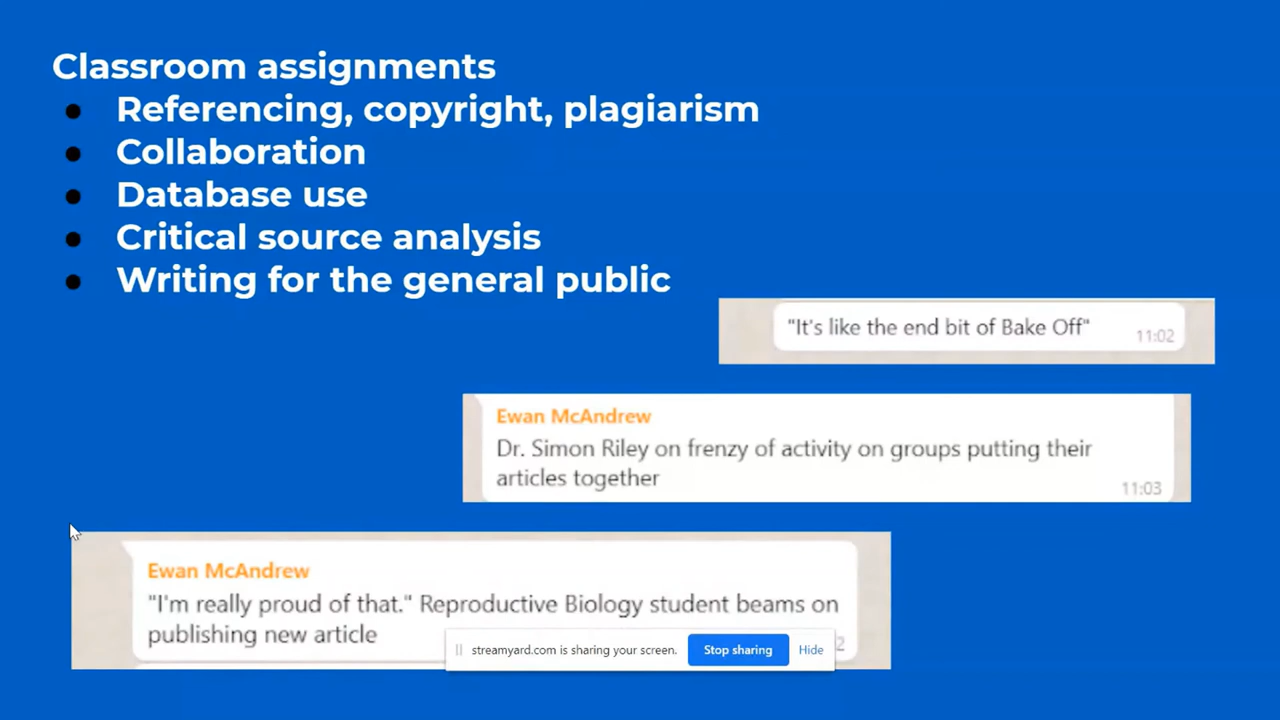 Classroom assignments
● Referencing, copyright, plagiarism
● Collaboration
● Database use
● Critical source analysis
● Writing for the general public
"It's like the end bit of Bake Off"
11:02
Ewan McAndrew
Dr. Simon Riley on frenzy of activity on groups putting their
articles together
11:03
Ewan McAndrew
"I'm really proud of that." Reproductive Biology student beams on
publishing new article
streamyard.com is sharing your screen. Stop sharing Hide